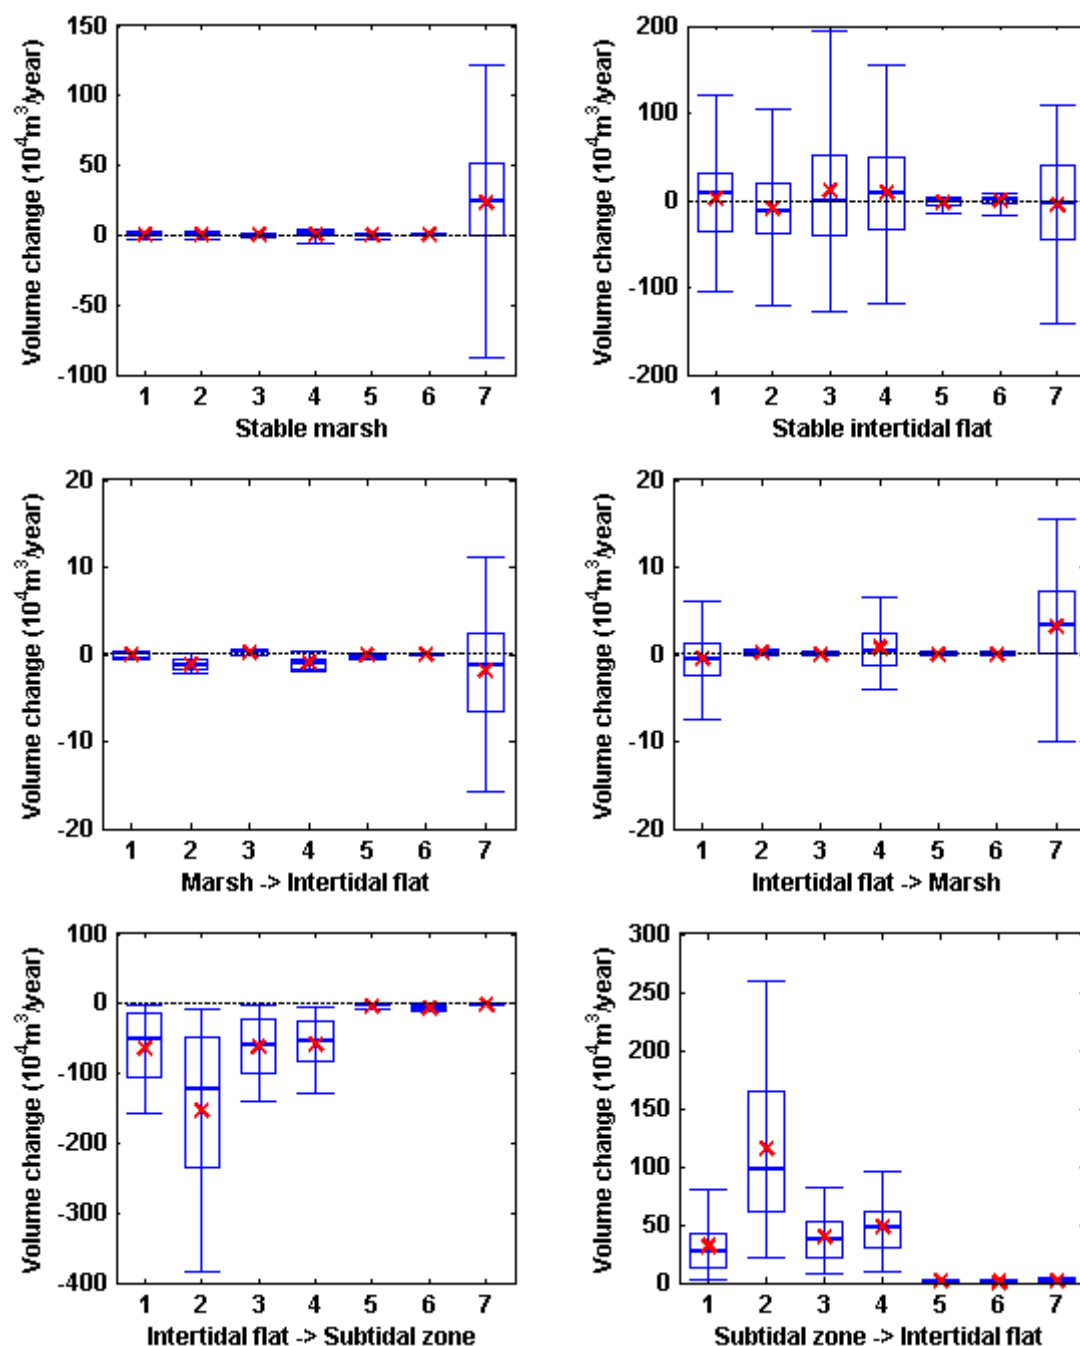 Volume change (10⁴m³/year)
150
100
50
0
-50
-100
1 2 3 4 5 6 7
Stable marsh
Volume change (10⁴m³/year)
200
100
0
-100
-200
1 2 3 4 5 6 7
Stable intertidal flat
Volume change (10⁴m³/year)
20
10
0
-10
-20
1 2 3 4 5 6 7
Marsh -> Intertidal flat
Volume change (10⁴m³/year)
20
10
0
-10
-20
1 2 3 4 5 6 7
Intertidal flat -> Marsh
Volume change (10⁴m³/year)
100
0
-100
-200
-300
-400
1 2 3 4 5 6 7
Intertidal flat -> Subtidal zone
Volume change (10⁴m³/year)
300
250
200
150
100
50
0
1 2 3 4 5 6 7
Subtidal zone -> Intertidal flat